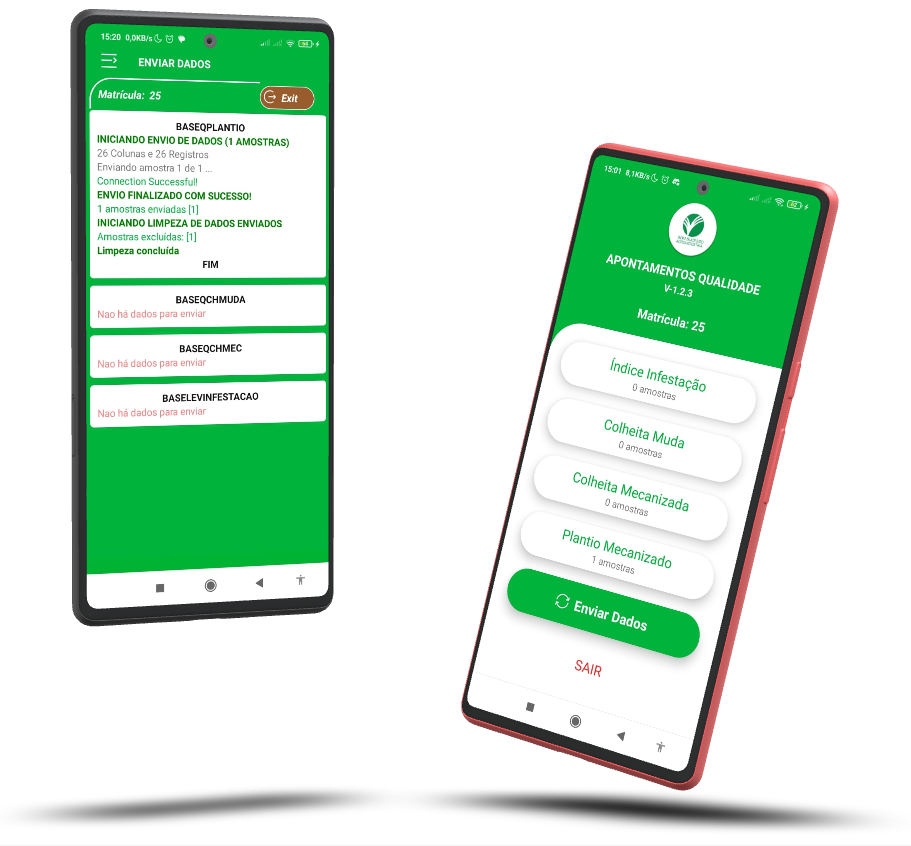 15:20 0,0KB/s
ENVIAR DADOS
Matrícula: 25
Exit
BASEQPLANTIO
INICIANDO ENVIO DE DADOS (1 AMOSTRAS)
26 Colunas e 26 Registros
Enviando amostra 1 de 1 ...
Connection Successful!
ENVIO FINALIZADO COM SUCESSO!
1 amostras enviadas [1]
INICIANDO LIMPEZA DE DADOS ENVIADOS
Amostras excluídas: [1]
Limpeza concluída
FIM
BASEQCHMUDA
Nao há dados para enviar
BASEQCHMEC
Nao há dados para enviar
BASELEVINFESTACAO
Nao há dados para enviar
15:01 8,1KB/s
APONTAMENTOS QUALIDADE
V-1.2.3
Matrícula: 25
Índice Infestação
0 amostras
Colheita Muda
0 amostras
Colheita Mecanizada
0 amostras
Plantio Mecanizado
1 amostras
Enviar Dados
SAIR